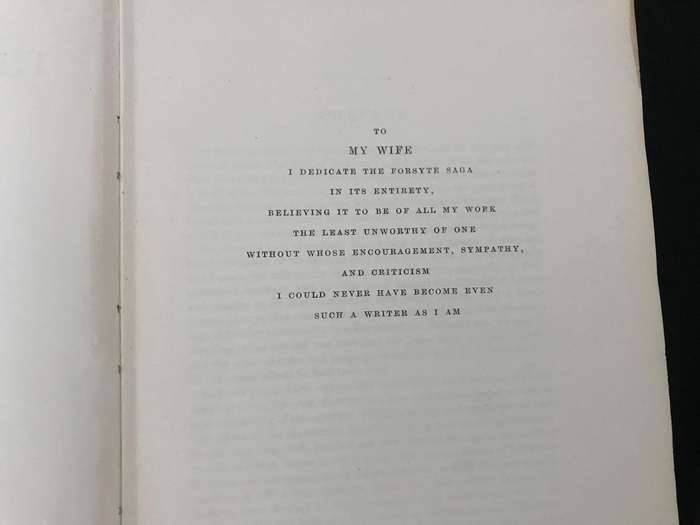 TO
MY WIFE
I DEDICATE THE FORSYTE SAGA
IN ITS ENTIRETY,
BELIEVING IT TO BE OF ALL MY WORK
THE LEAST UNWORTHY OF ONE
WITHOUT WHOSE ENCOURAGEMENT, SYMPATHY,
AND CRITICISM
I COULD NEVER HAVE BECOME EVEN
SUCH A WRITER AS I AM